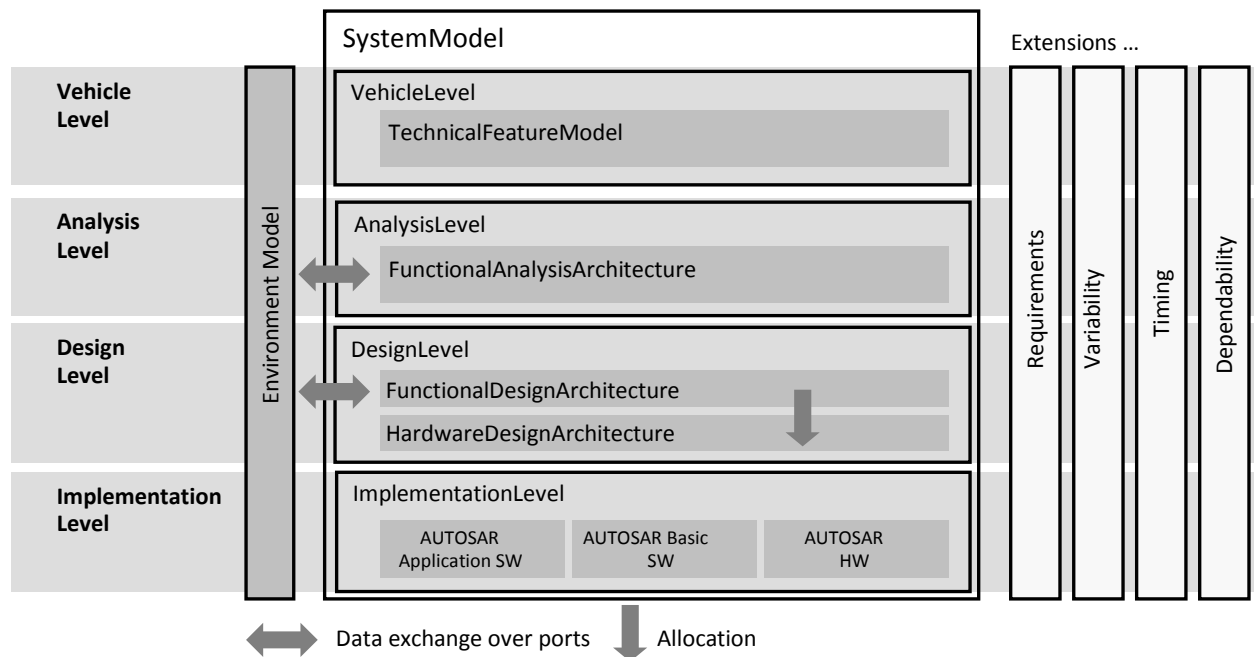 SystemModel
Extensions ...
Vehicle
Level
VehicleLevel
TechnicalFeatureModel
Analysis
Level
AnalysisLevel
FunctionalAnalysisArchitecture
Design
Level
DesignLevel
FunctionalDesignArchitecture
HardwareDesignArchitecture
Implementation
Level
ImplementationLevel
AUTOSAR
Application SW
AUTOSAR Basic
SW
AUTOSAR
HW
Environment Model
Requirements
Variability
Timing
Dependability
Data exchange over ports
Allocation